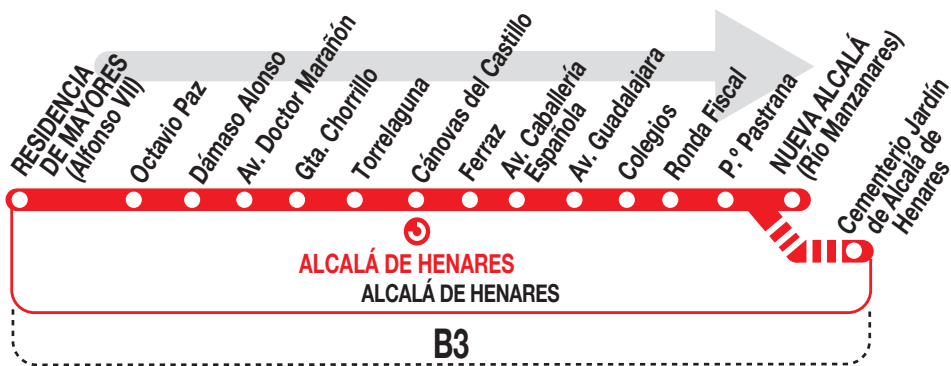 RESIDENCIA
DE MAYORES
(Alfonso VII)
Octavio Paz
Dámaso Alonso
Av. Doctor Marañón
Gta. Chorrillo
Torrelaguna
Cánovas del Castillo
Ferraz
Av. Caballería
Española
Av. Guadalajara
Colegios
Ronda Fiscal
P.º Pastrana
NUEVA ALCALÁ
(Río Manzanares)
Cementerio Jardín
de Alcalá de
Henares
ALCALÁ DE HENARES
ALCALÁ DE HENARES
B3